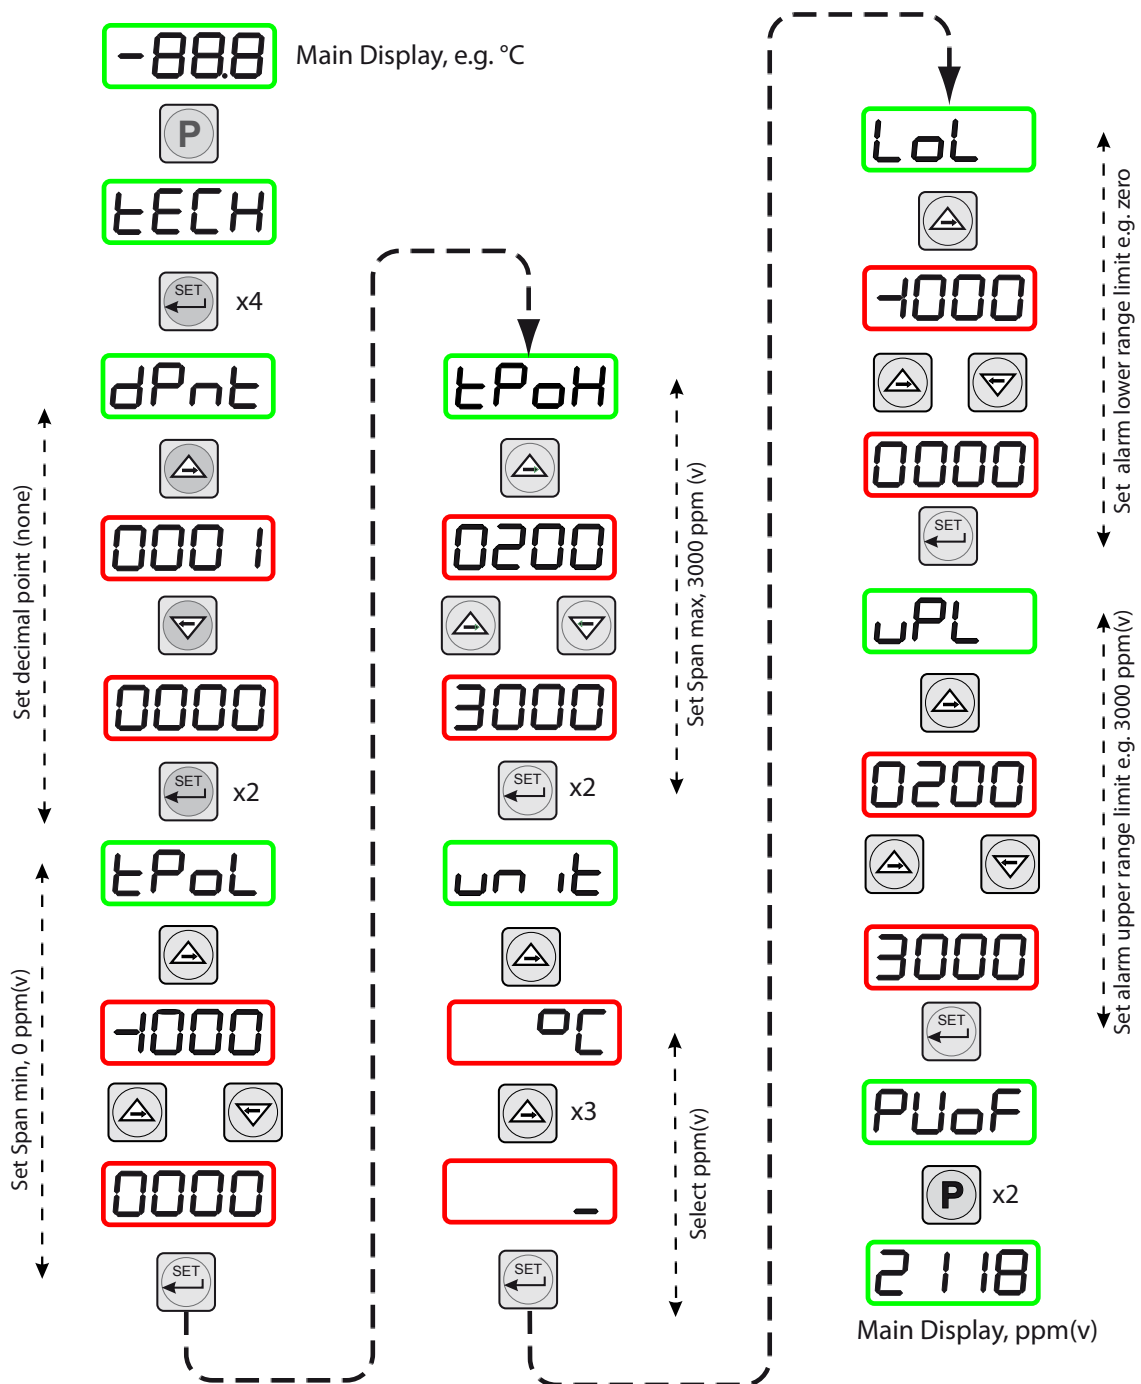 -88.8
Main Display, e.g. °C
P
tECH
SET
x4
dPnt
0001
0000
SET
x2
Set decimal point (none)
tPoL
-1000
0000
SET
Set Span min, 0 ppm(v)
tPoH
0200
3000
SET
x2
Set Span max, 3000 ppm (v)
unit
°C
x3
_
SET
Select ppm(v)
LoL
-1000
0000
SET
Set alarm lower range limit e.g. zero
uPL
0200
3000
SET
Set alarm upper range limit e.g. 3000 ppm(v)
PUoF
P
x2
2118
Main Display, ppm(v)